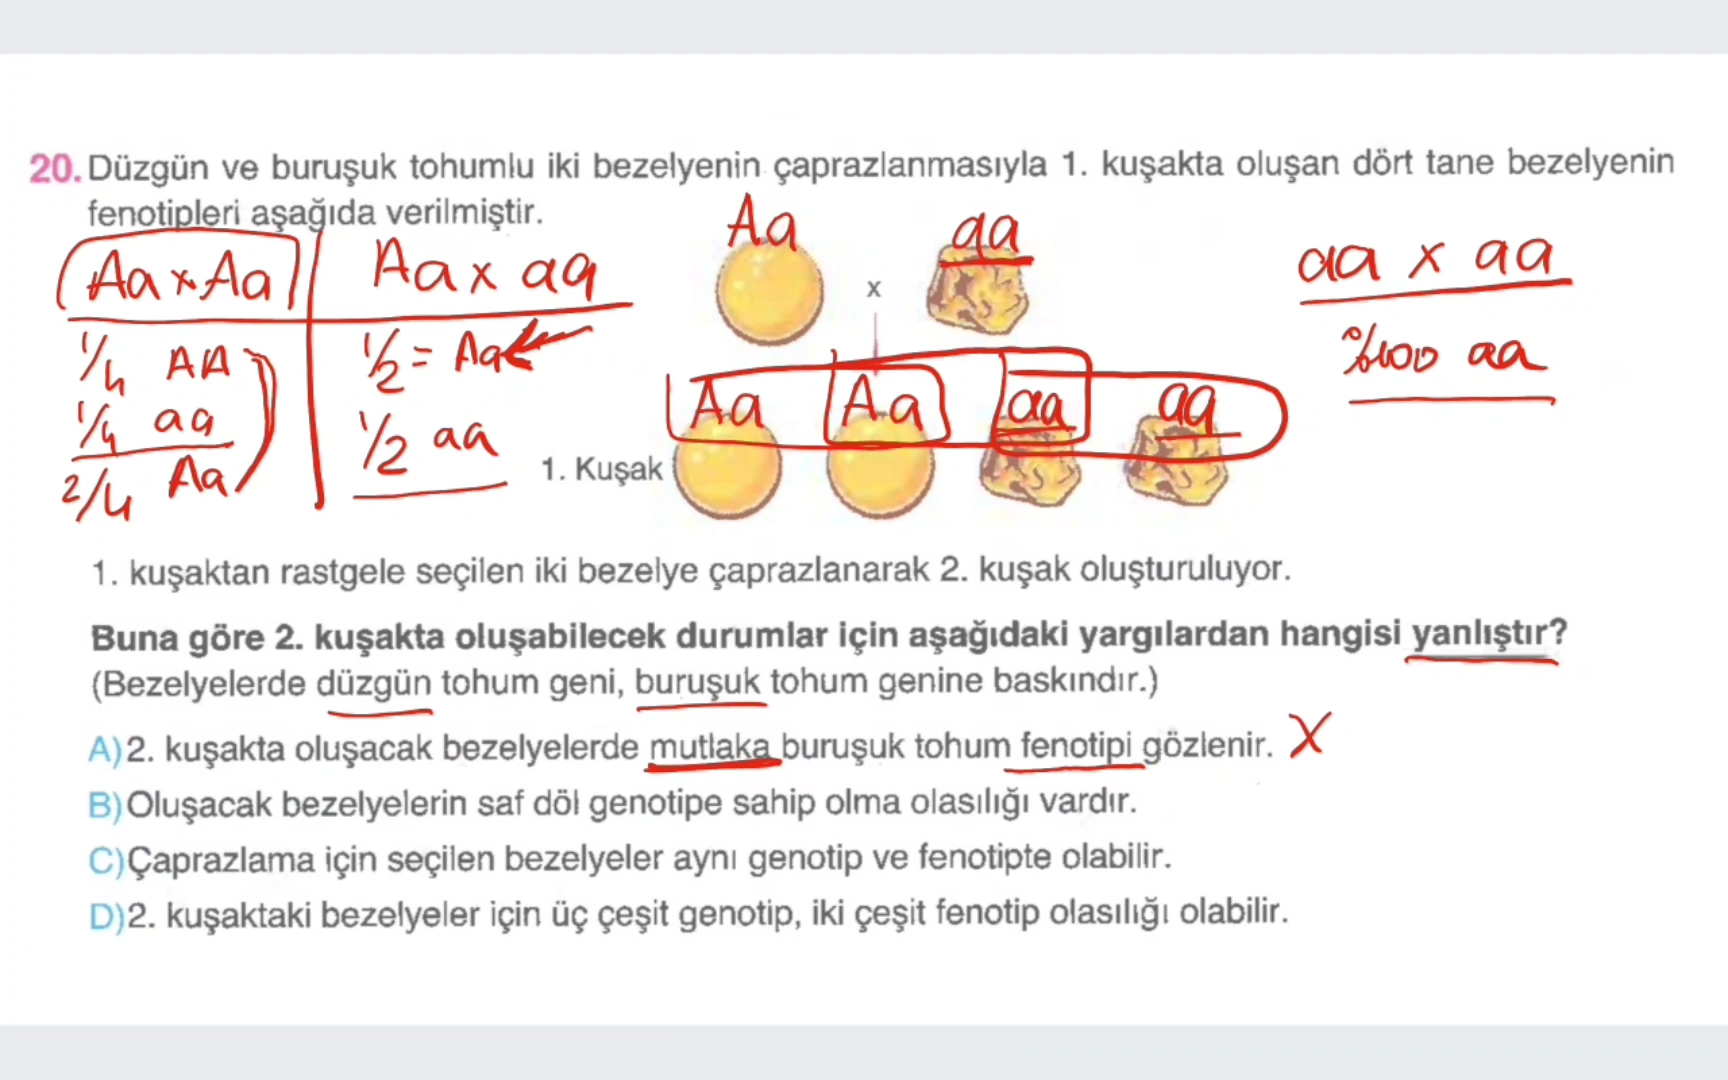 20. Düzgün ve buruşuk tohumlu iki bezelyenin çaprazlanmasıyla 1. kuşakta oluşan dört tane bezelyenin
fenotipleri aşağıda verilmiştir.
Aa x Aa
1/4 AA
1/4 aa
2/4 Aa
Aa x aa
1/2 = Aa
1/2 aa
Aa
aa
x
Aa Aa aa aa
1. Kuşak
aa x aa
%100 aa
1. kuşaktan rastgele seçilen iki bezelye çaprazlanarak 2. kuşak oluşturuluyor.
Buna göre 2. kuşakta oluşabilecek durumlar için aşağıdaki yargılardan hangisi yanlıştır?
(Bezelyelerde düzgün tohum geni, buruşuk tohum genine baskındır.)
A) 2. kuşakta oluşacak bezelyelerde mutlaka buruşuk tohum fenotipi gözlenir. X
B) Oluşacak bezelyelerin saf döl genotipe sahip olma olasılığı vardır.
C) Çaprazlama için seçilen bezelyeler aynı genotip ve fenotipte olabilir.
D) 2. kuşaktaki bezelyeler için üç çeşit genotip, iki çeşit fenotip olasılığı olabilir.